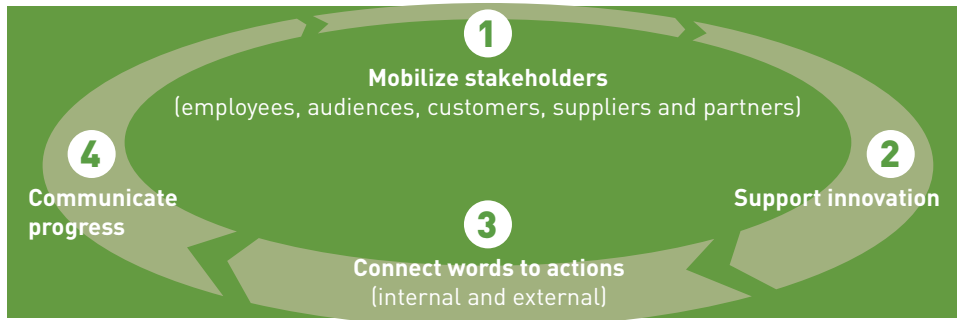 1
Mobilize stakeholders
(employees, audiences, customers, suppliers and partners)
2
Support innovation
3
Connect words to actions
(internal and external)
4
Communicate
progress